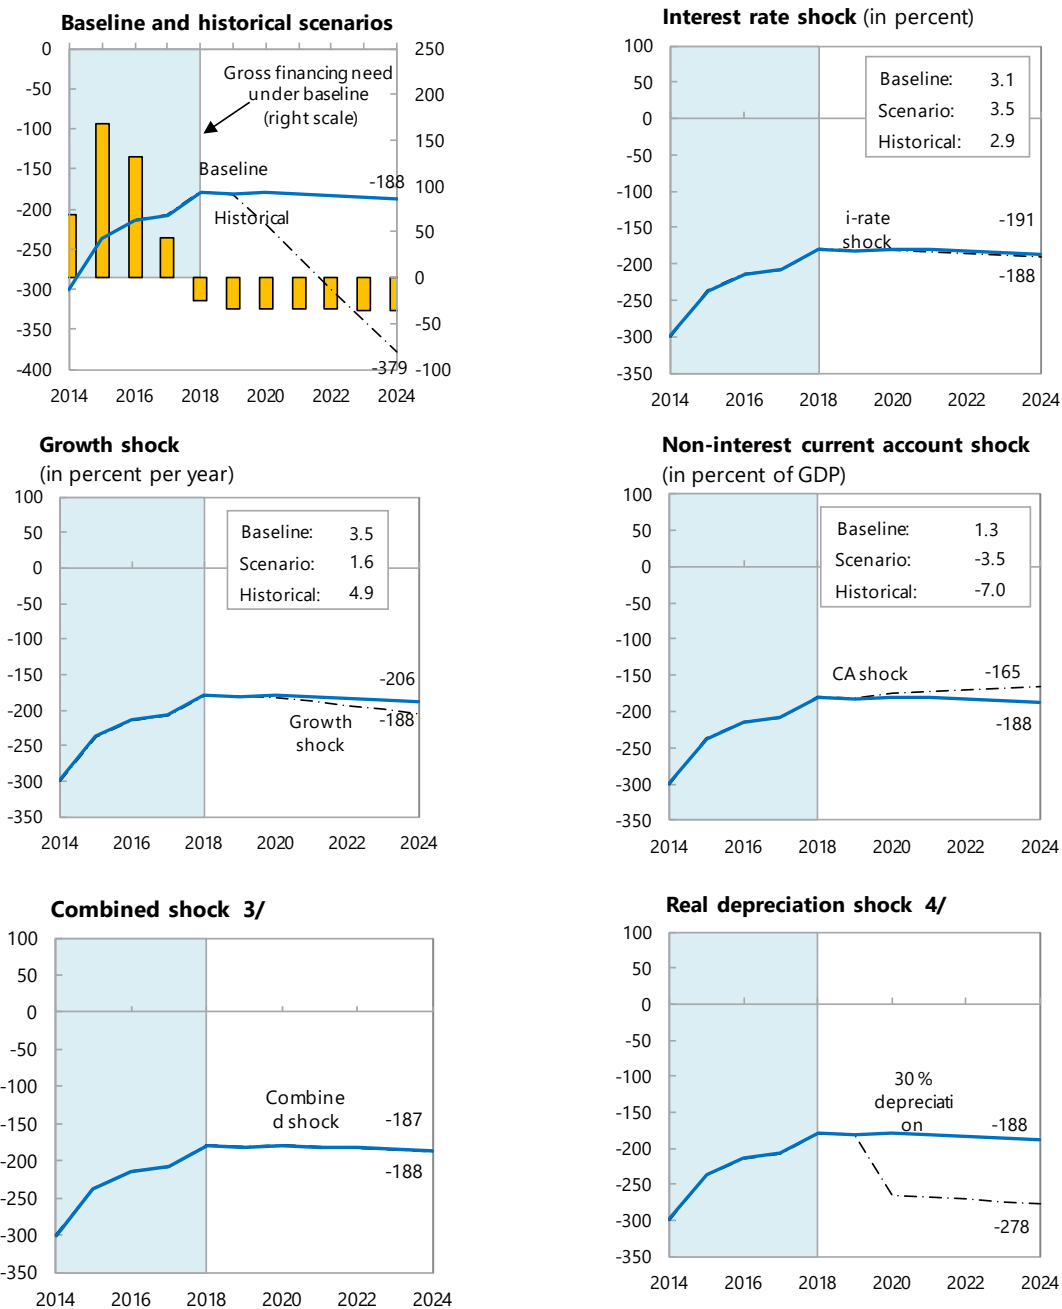 Baseline and historical scenarios
0
-50
-100
-150
-200
-250
-300
-350
-400
250
200
150
100
50
0
-50
-100
Gross financing need
under baseline
(right scale)
Baseline
-188
Historical
-379
2014 2016 2018 2020 2022 2024
Interest rate shock (in percent)
100
50
0
-50
-100
-150
-200
-250
-300
-350
Baseline: 3.1
Scenario: 3.5
Historical: 2.9
i-rate
shock
-191
-188
2014 2016 2018 2020 2022 2024
Growth shock
(in percent per year)
100
50
0
-50
-100
-150
-200
-250
-300
-350
Baseline: 3.5
Scenario: 1.6
Historical: 4.9
-206
-188
Growth
shock
2014 2016 2018 2020 2022 2024
Non-interest current account shock
(in percent of GDP)
100
50
0
-50
-100
-150
-200
-250
-300
-350
Baseline: 1.3
Scenario: -3.5
Historical: -7.0
CA shock
-165
-188
2014 2016 2018 2020 2022 2024
Combined shock 3/
100
50
0
-50
-100
-150
-200
-250
-300
-350
Combine
d shock
-187
-188
2014 2016 2018 2020 2022 2024
Real depreciation shock 4/
100
50
0
-50
-100
-150
-200
-250
-300
-350
30 %
depreciati
on
-188
-278
2014 2016 2018 2020 2022 2024